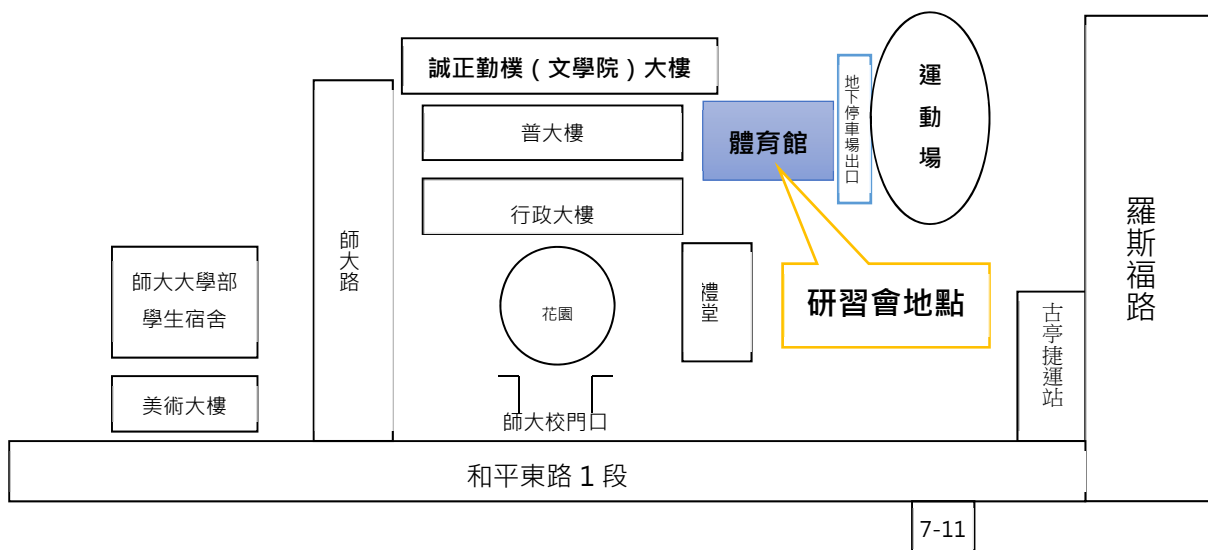 誠正勤樸（文學院）大樓
普大樓
體育館
地下停車場出口
運動場
行政大樓
師大路
羅斯福路
師大大學部
學生宿舍
花園
禮堂
研習會地點
古亭捷運站
美術大樓
師大校門口
和平東路 1 段
7-11